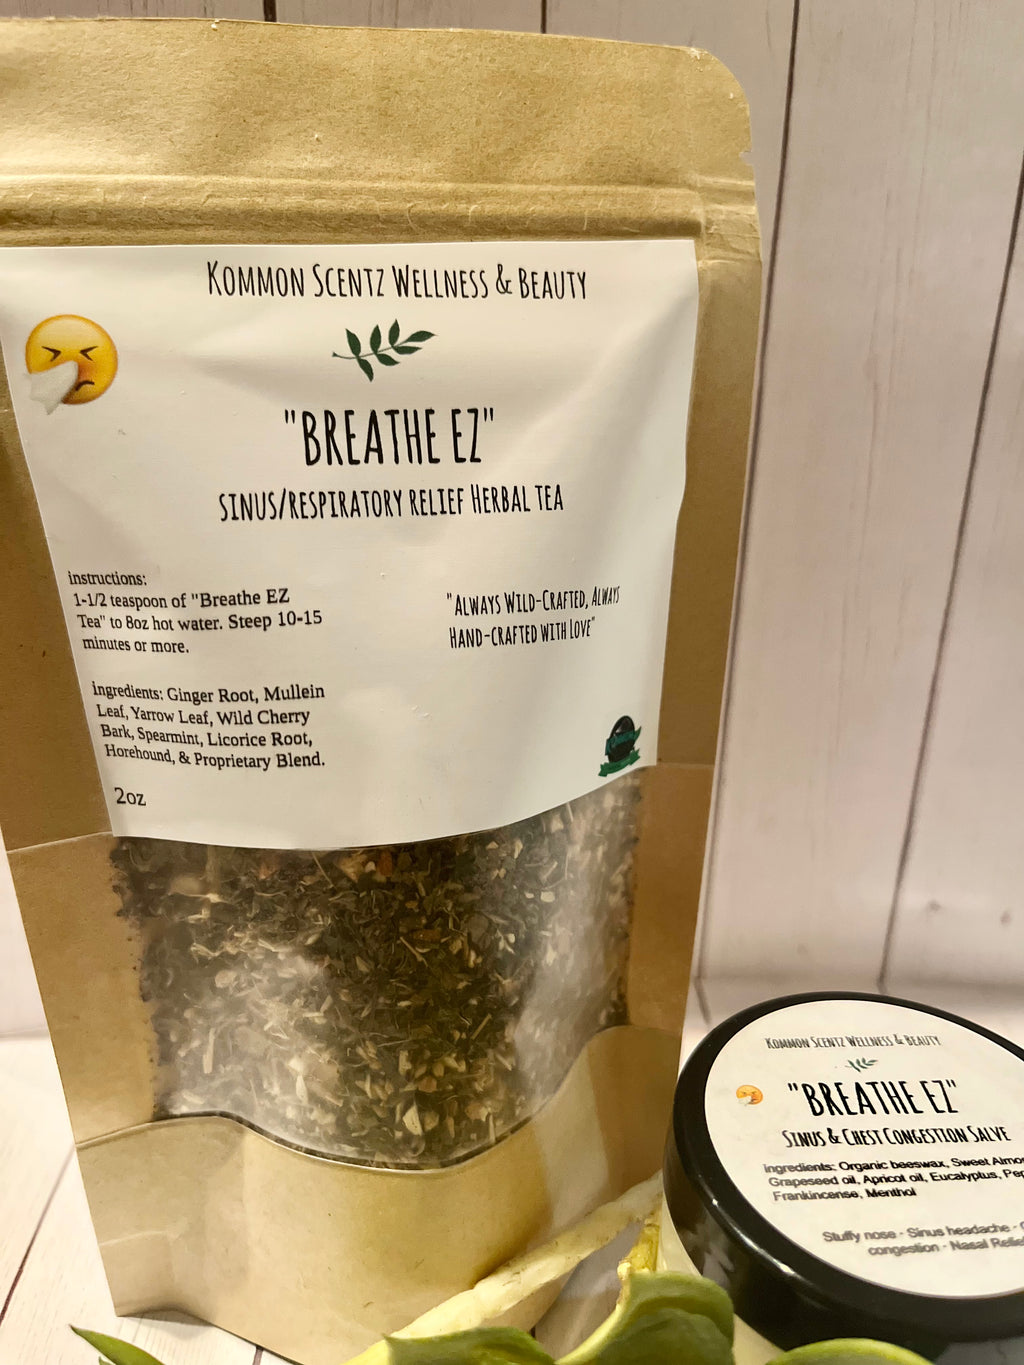 KOMMON SCENTZ WELLNESS & BEAUTY
"BREATHE EZ"
SINUS/RESPIRATORY RELIEF HERBAL TEA
instructions:
1-1/2 teaspoon of "Breathe EZ
Tea" to 8oz hot water. Steep 10-15
minutes or more.
"ALWAYS WILD-CRAFTED, ALWAYS
HAND-CRAFTED WITH LOVE"
ingredients: Ginger Root, Mullein
Leaf, Yarrow Leaf, Wild Cherry
Bark, Spearmint, Licorice Root,
Horehound, & Proprietary Blend.
2oz
KOMMON SCENTZ WELLNESS & BEAUTY
"BREATHE EZ"
SINUS & CHEST CONGESTION SALVE
ingredients: Organic beeswax, Sweet
Grapeseed oil, Apricot oil, Eucalyptus,
Frankincense, Menthol
Stuffy nose - Sinus headache -
congestion - Nasal